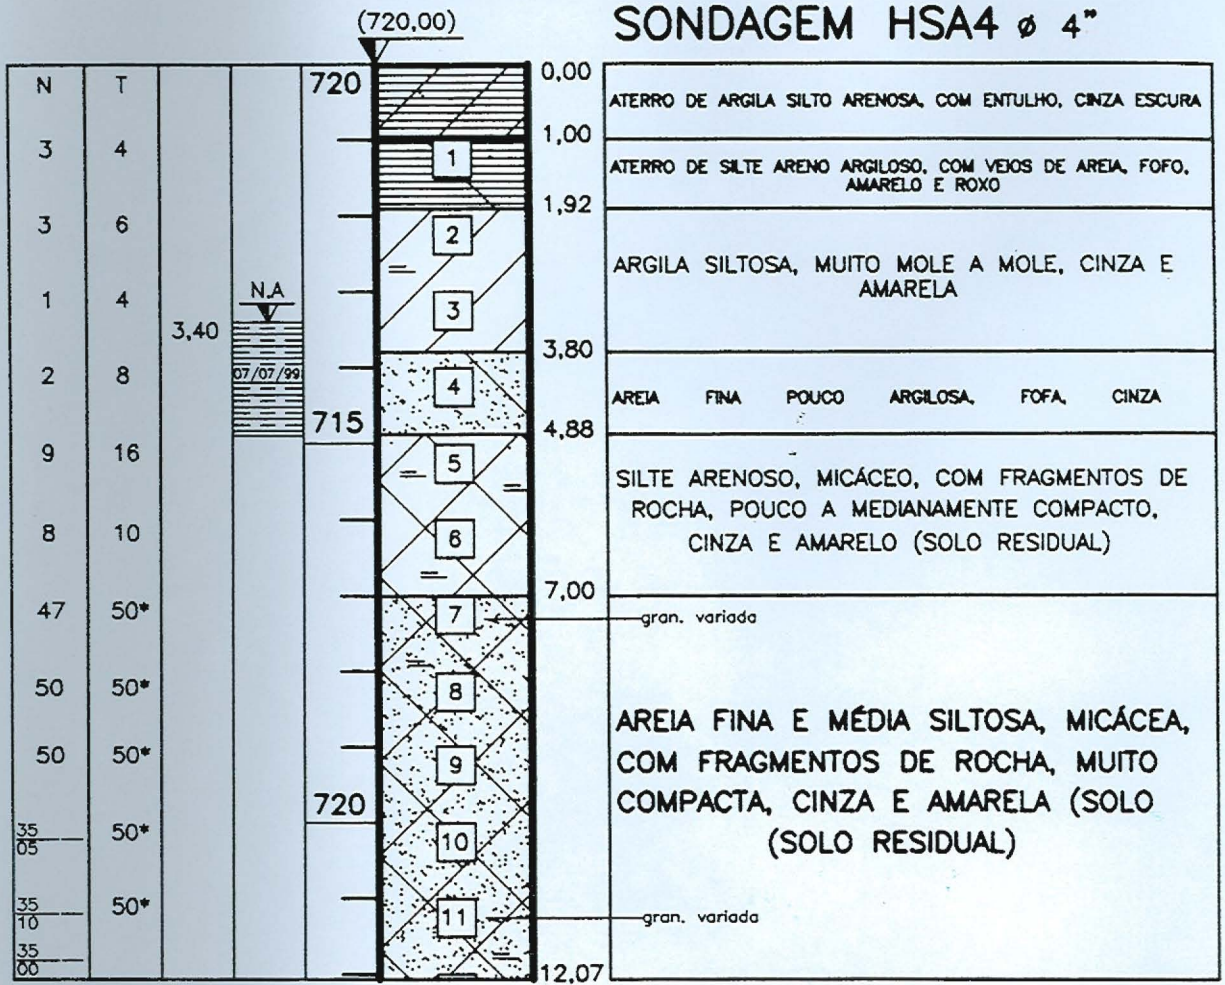 (720,00)
SONDAGEM HSA4 ø 4"
N T 720 0,00
ATERRO DE ARGILA SILTO ARENOSA, COM ENTULHO, CINZA ESCURA
1,00
3 4 1
ATERRO DE SILTE ARENO ARGILOSO, COM VEIOS DE AREIA, FOFO,
AMARELO E ROXO
1,92
3 6 2
ARGILA SILTOSA, MUITO MOLE A MOLE, CINZA E
AMARELA
1 4 N.A 3
3,40
3,80
2 8 07/07/99 4
AREIA FINA POUCO ARGILOSA, FOFA, CINZA
715 4,88
9 16 5
SILTE ARENOSO, MICÁCEO, COM FRAGMENTOS DE
ROCHA, POUCO A MEDIANAMENTE COMPACTO,
8 10 6
CINZA E AMARELO (SOLO RESIDUAL)
7,00
47 50* 7 gran. variada
50 50* 8
AREIA FINA E MÉDIA SILTOSA, MICÁCEA,
50 50* 9
COM FRAGMENTOS DE ROCHA, MUITO
720
COMPACTA, CINZA E AMARELA (SOLO
35
05 50* 10
(SOLO RESIDUAL)
35
10 50* 11 gran. variada
35
00
12,07